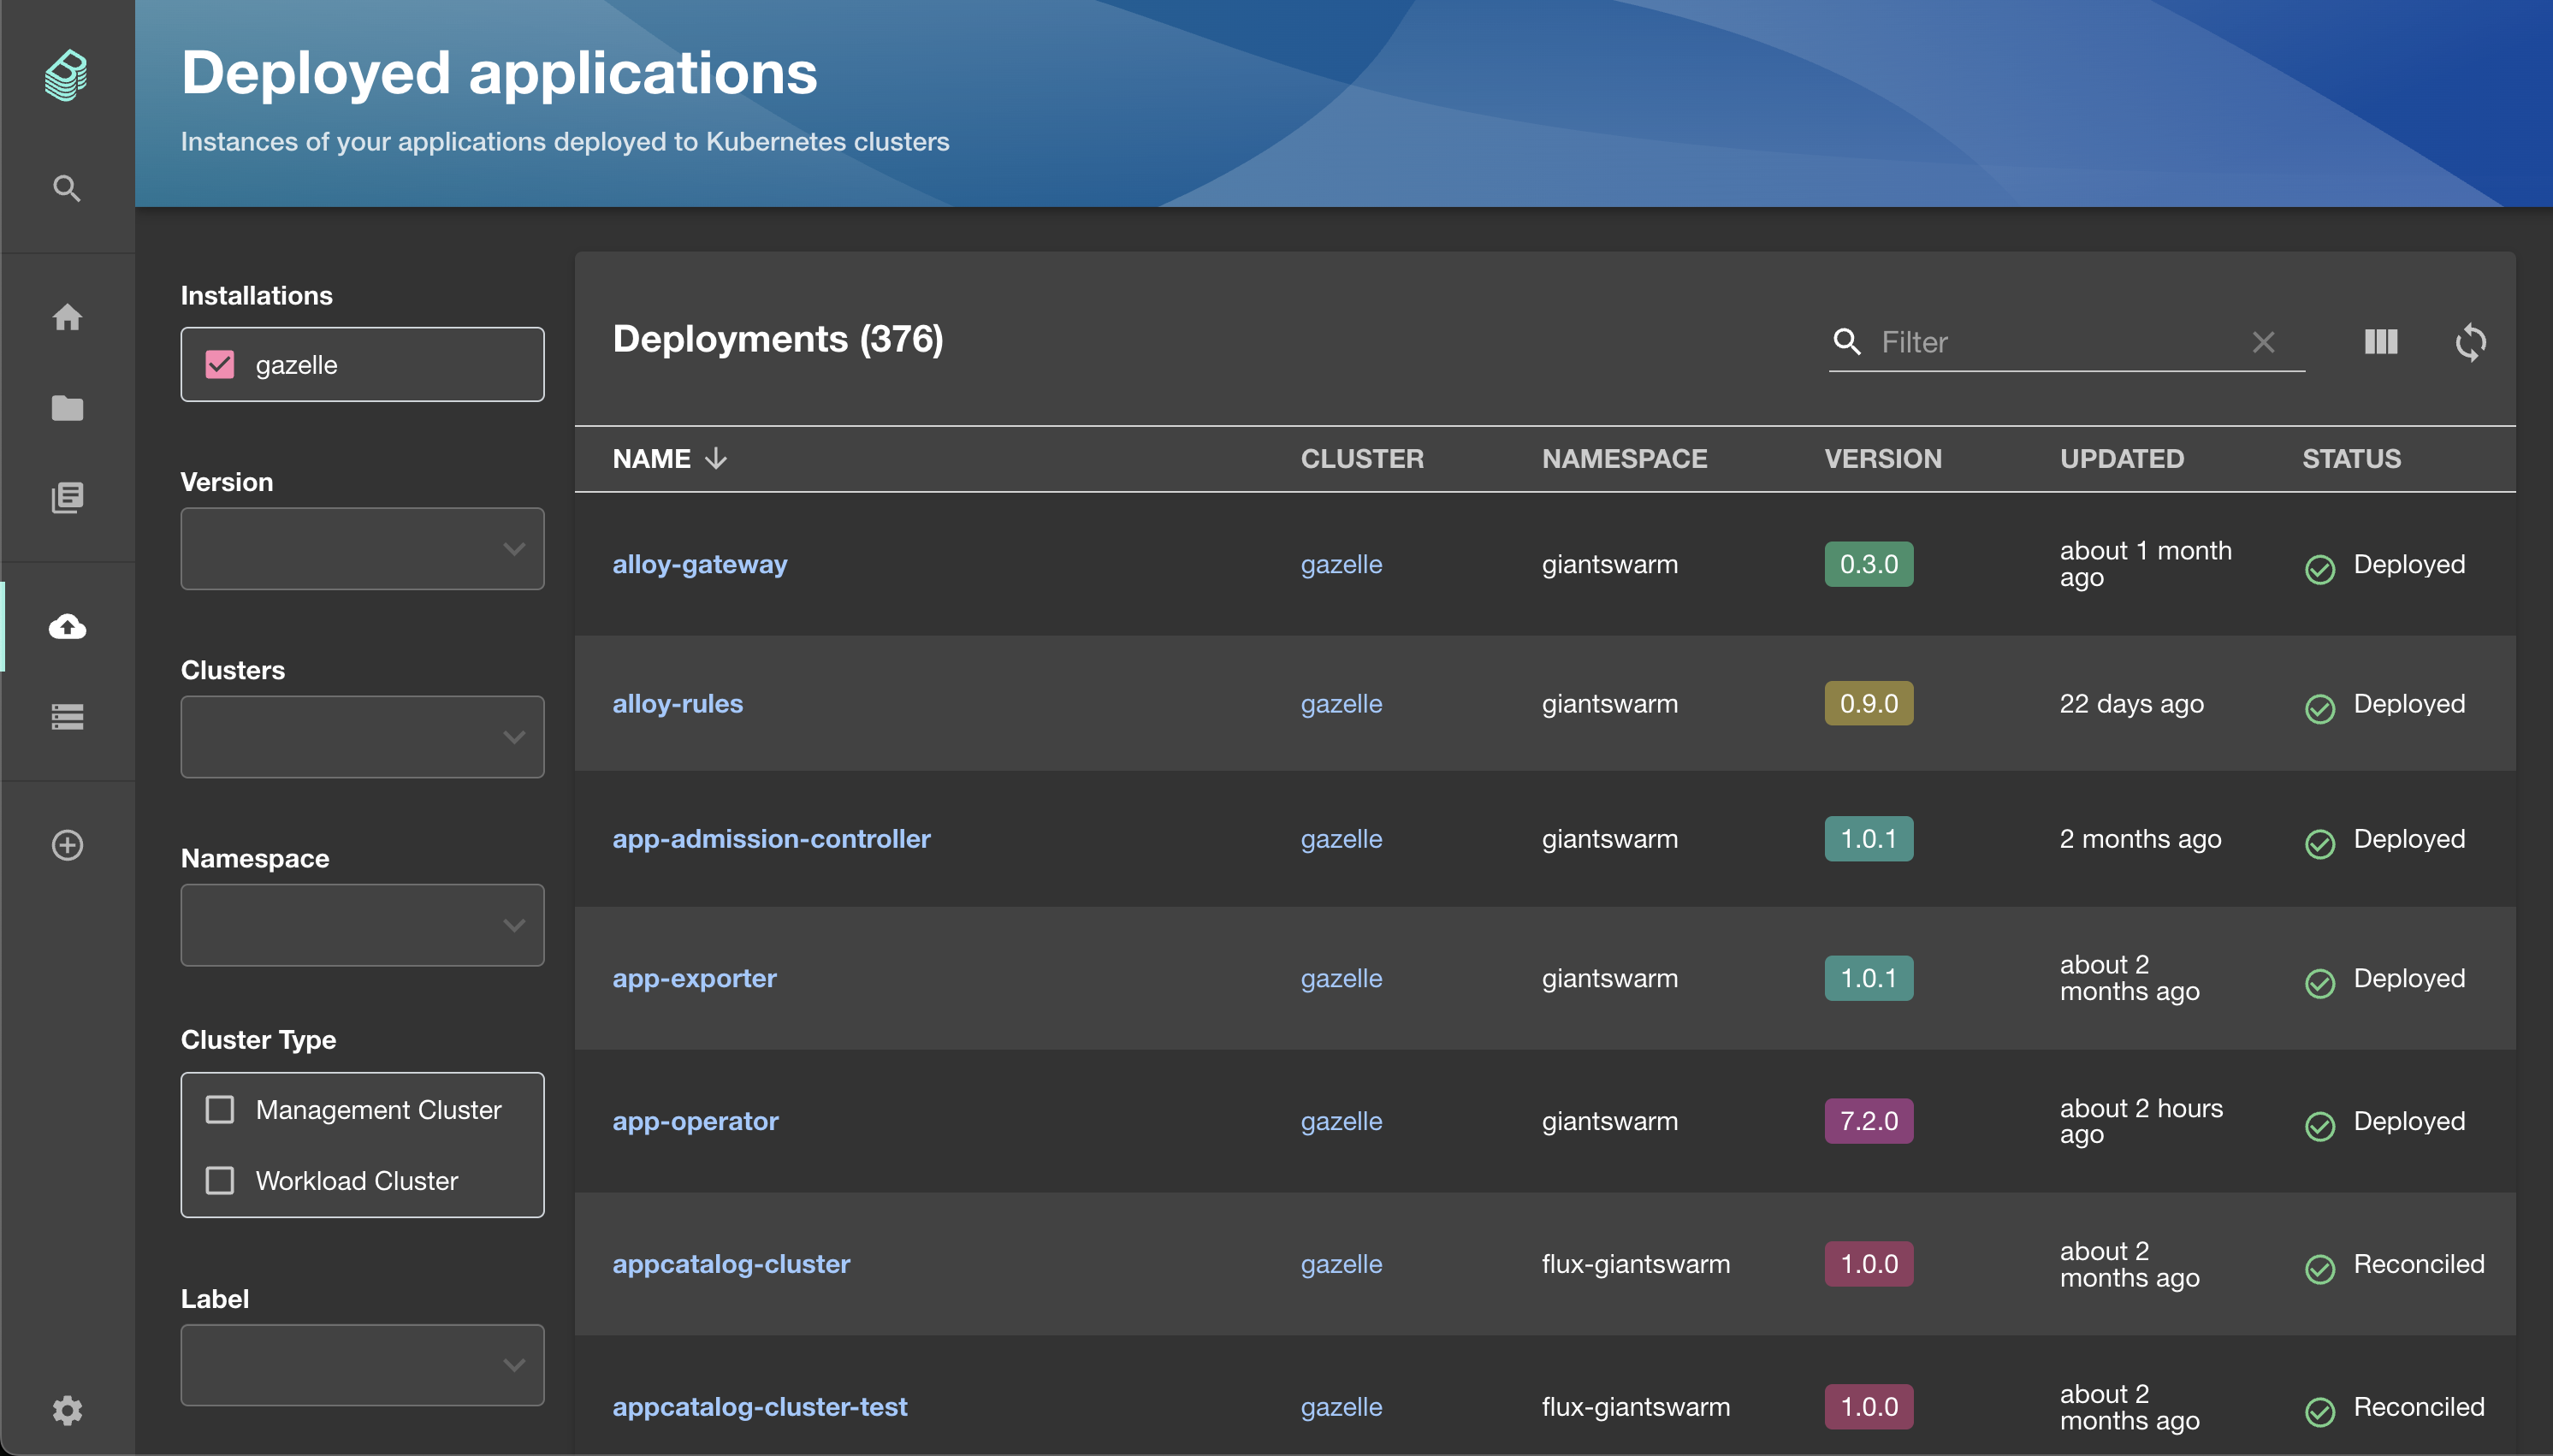 Deployed applications
Instances of your applications deployed to Kubernetes clusters
Installations
gazelle
Version
Clusters
Namespace
Cluster Type
Management Cluster
Workload Cluster
Label
Deployments (376)
Filter
NAME CLUSTER NAMESPACE VERSION UPDATED STATUS
alloy-gateway gazelle giantswarm 0.3.0 about 1 month ago Deployed
alloy-rules gazelle giantswarm 0.9.0 22 days ago Deployed
app-admission-controller gazelle giantswarm 1.0.1 2 months ago Deployed
app-exporter gazelle giantswarm 1.0.1 about 2 months ago Deployed
app-operator gazelle giantswarm 7.2.0 about 2 hours ago Deployed
appcatalog-cluster gazelle flux-giantswarm 1.0.0 about 2 months ago Reconciled
appcatalog-cluster-test gazelle flux-giantswarm 1.0.0 about 2 months ago Reconciled